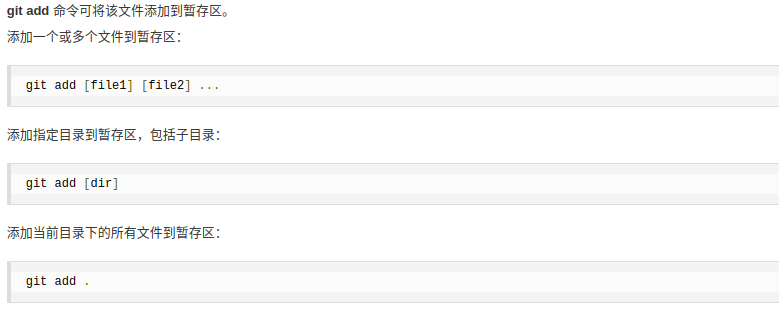 git add 命令可将该文件添加到暂存区。
添加一个或多个文件到暂存区：
git add [file1] [file2] ...
添加指定目录到暂存区，包括子目录：
git add [dir]
添加当前目录下的所有文件到暂存区：
git add .